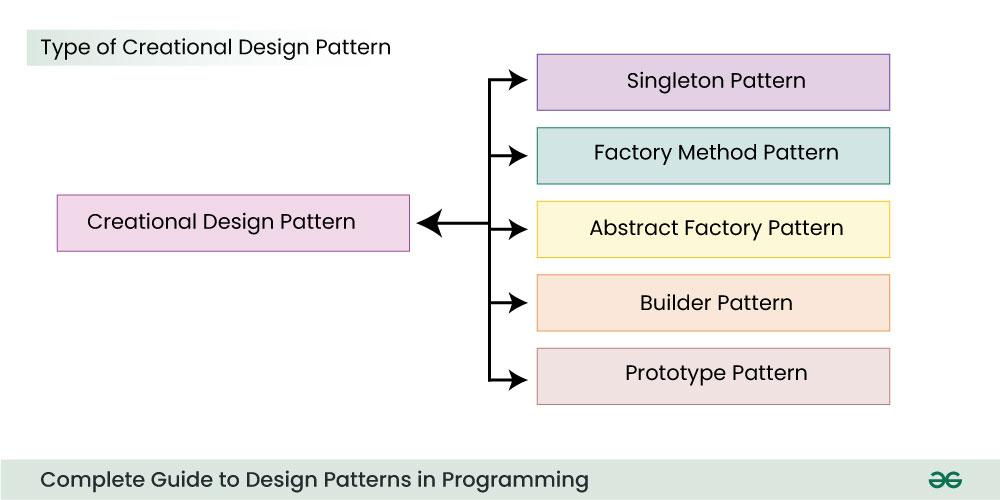 Type of Creational Design Pattern
Singleton Pattern
Factory Method Pattern
Creational Design Pattern
Abstract Factory Pattern
Builder Pattern
Prototype Pattern
Complete Guide to Design Patterns in Programming